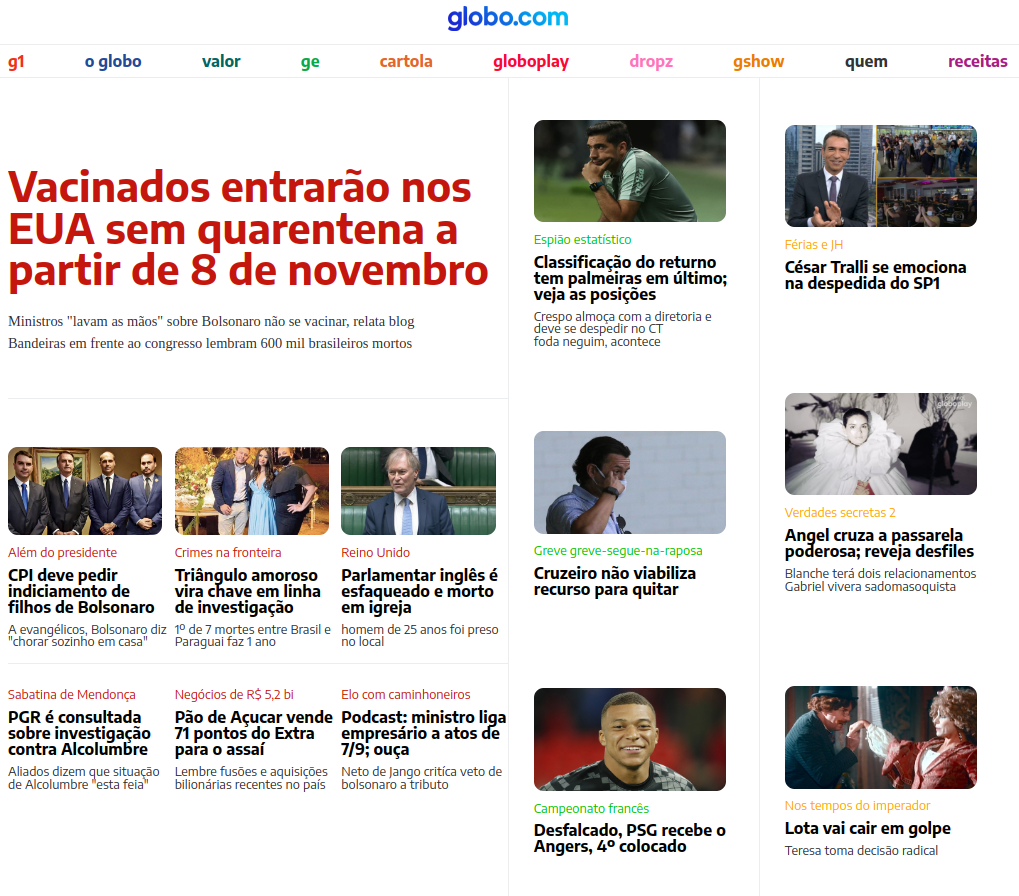 globo.com
g1
o globo
valor
ge
cartola
globoplay
dropz
gshow
quem
receitas
Vacinados entrarão nos
EUA sem quarentena a
partir de 8 de novembro
Ministros "lavam as mãos" sobre Bolsonaro não se vacinar, relata blog
Bandeiras em frente ao congresso lembram 600 mil brasileiros mortos
Além do presidente
CPI deve pedir
indiciamento de
filhos de Bolsonaro
A evangélicos, Bolsonaro diz
"chorar sozinho em casa"
Crimes na fronteira
Triângulo amoroso
vira chave em linha
de investigação
1º de 7 mortes entre Brasil e
Paraguai faz 1 ano
Reino Unido
Parlamentar inglês é
esfaqueado e morto
em igreja
homem de 25 anos foi preso
no local
Sabatina de Mendonça
PGR é consultada
sobre investigação
contra Alcolumbre
Aliados dizem que situação
de Alcolumbre "esta feia"
Negócios de R$ 5,2 bi
Pão de Açucar vende
71 pontos do Extra
para o assaí
Lembre fusões e aquisições
bilionárias recentes no país
Elo com caminhoneiros
Podcast: ministro liga
empresário a atos de
7/9; ouça
Neto de Jango critíca veto de
bolsonaro a tributo
Espião estatístico
Classificação do returno
tem palmeiras em último;
veja as posições
Crespo almoça com a diretoria e
deve se despedir no CT
foda neguim, acontece
Greve greve-segue-na-raposa
Cruzeiro não viabiliza
recurso para quitar
Campeonato francês
Desfalcado, PSG recebe o
Angers, 4º colocado
Férias e JH
César Tralli se emociona
na despedida do SP1
globoplay
Verdades secretas 2
Angel cruza a passarela
poderosa; reveja desfiles
Blanche terá dois relacionamentos
Gabriel vivera sadomasoquista
Nos tempos do imperador
Lota vai cair em golpe
Teresa toma decisão radical